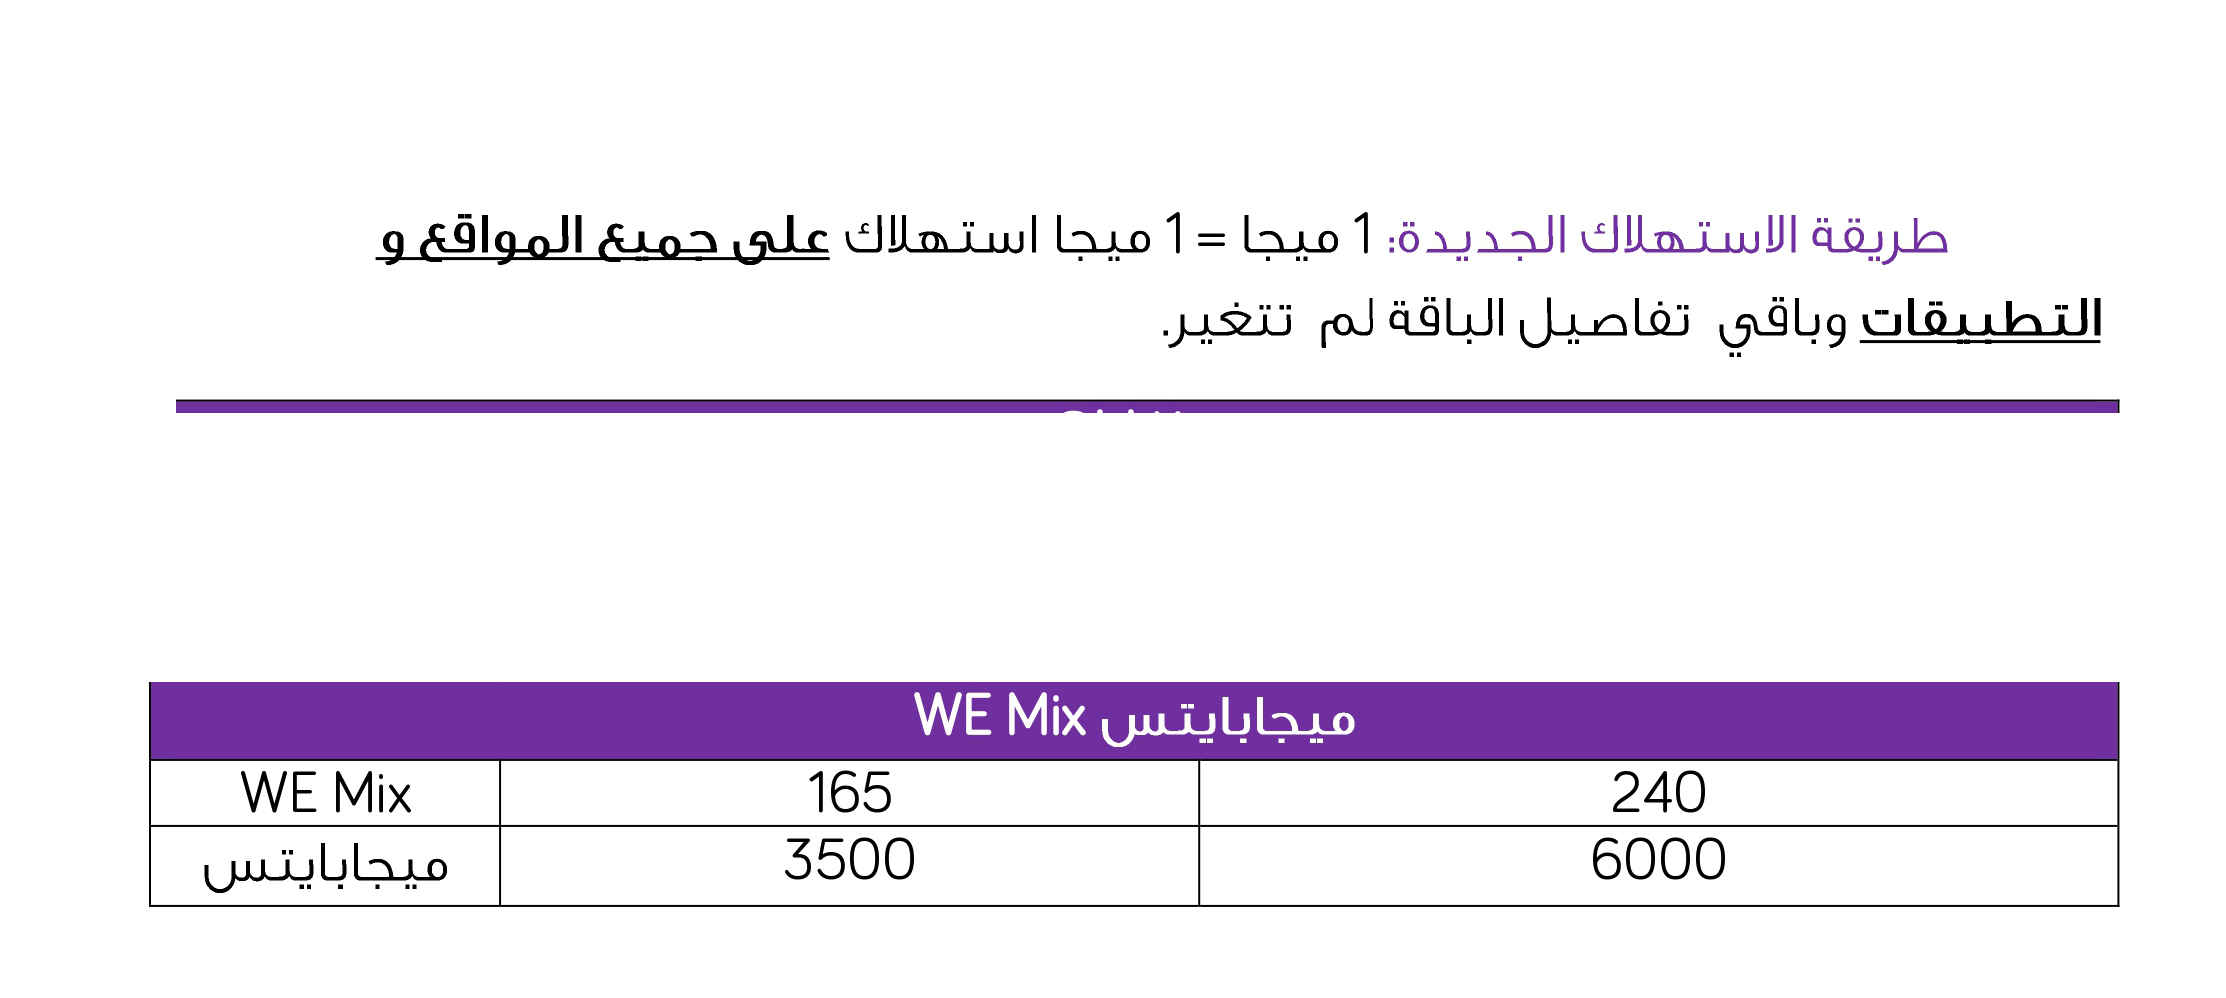 طريقة الاستهلاك الجديدة: 1 ميجا = 1 ميجا استهلاك على جميع المواقع و
التطبيقات وباقي تفاصيل الباقة لم تتغير.
ميجابايتس WE Mix
WE Mix 165 240
ميجابايتس 3500 6000